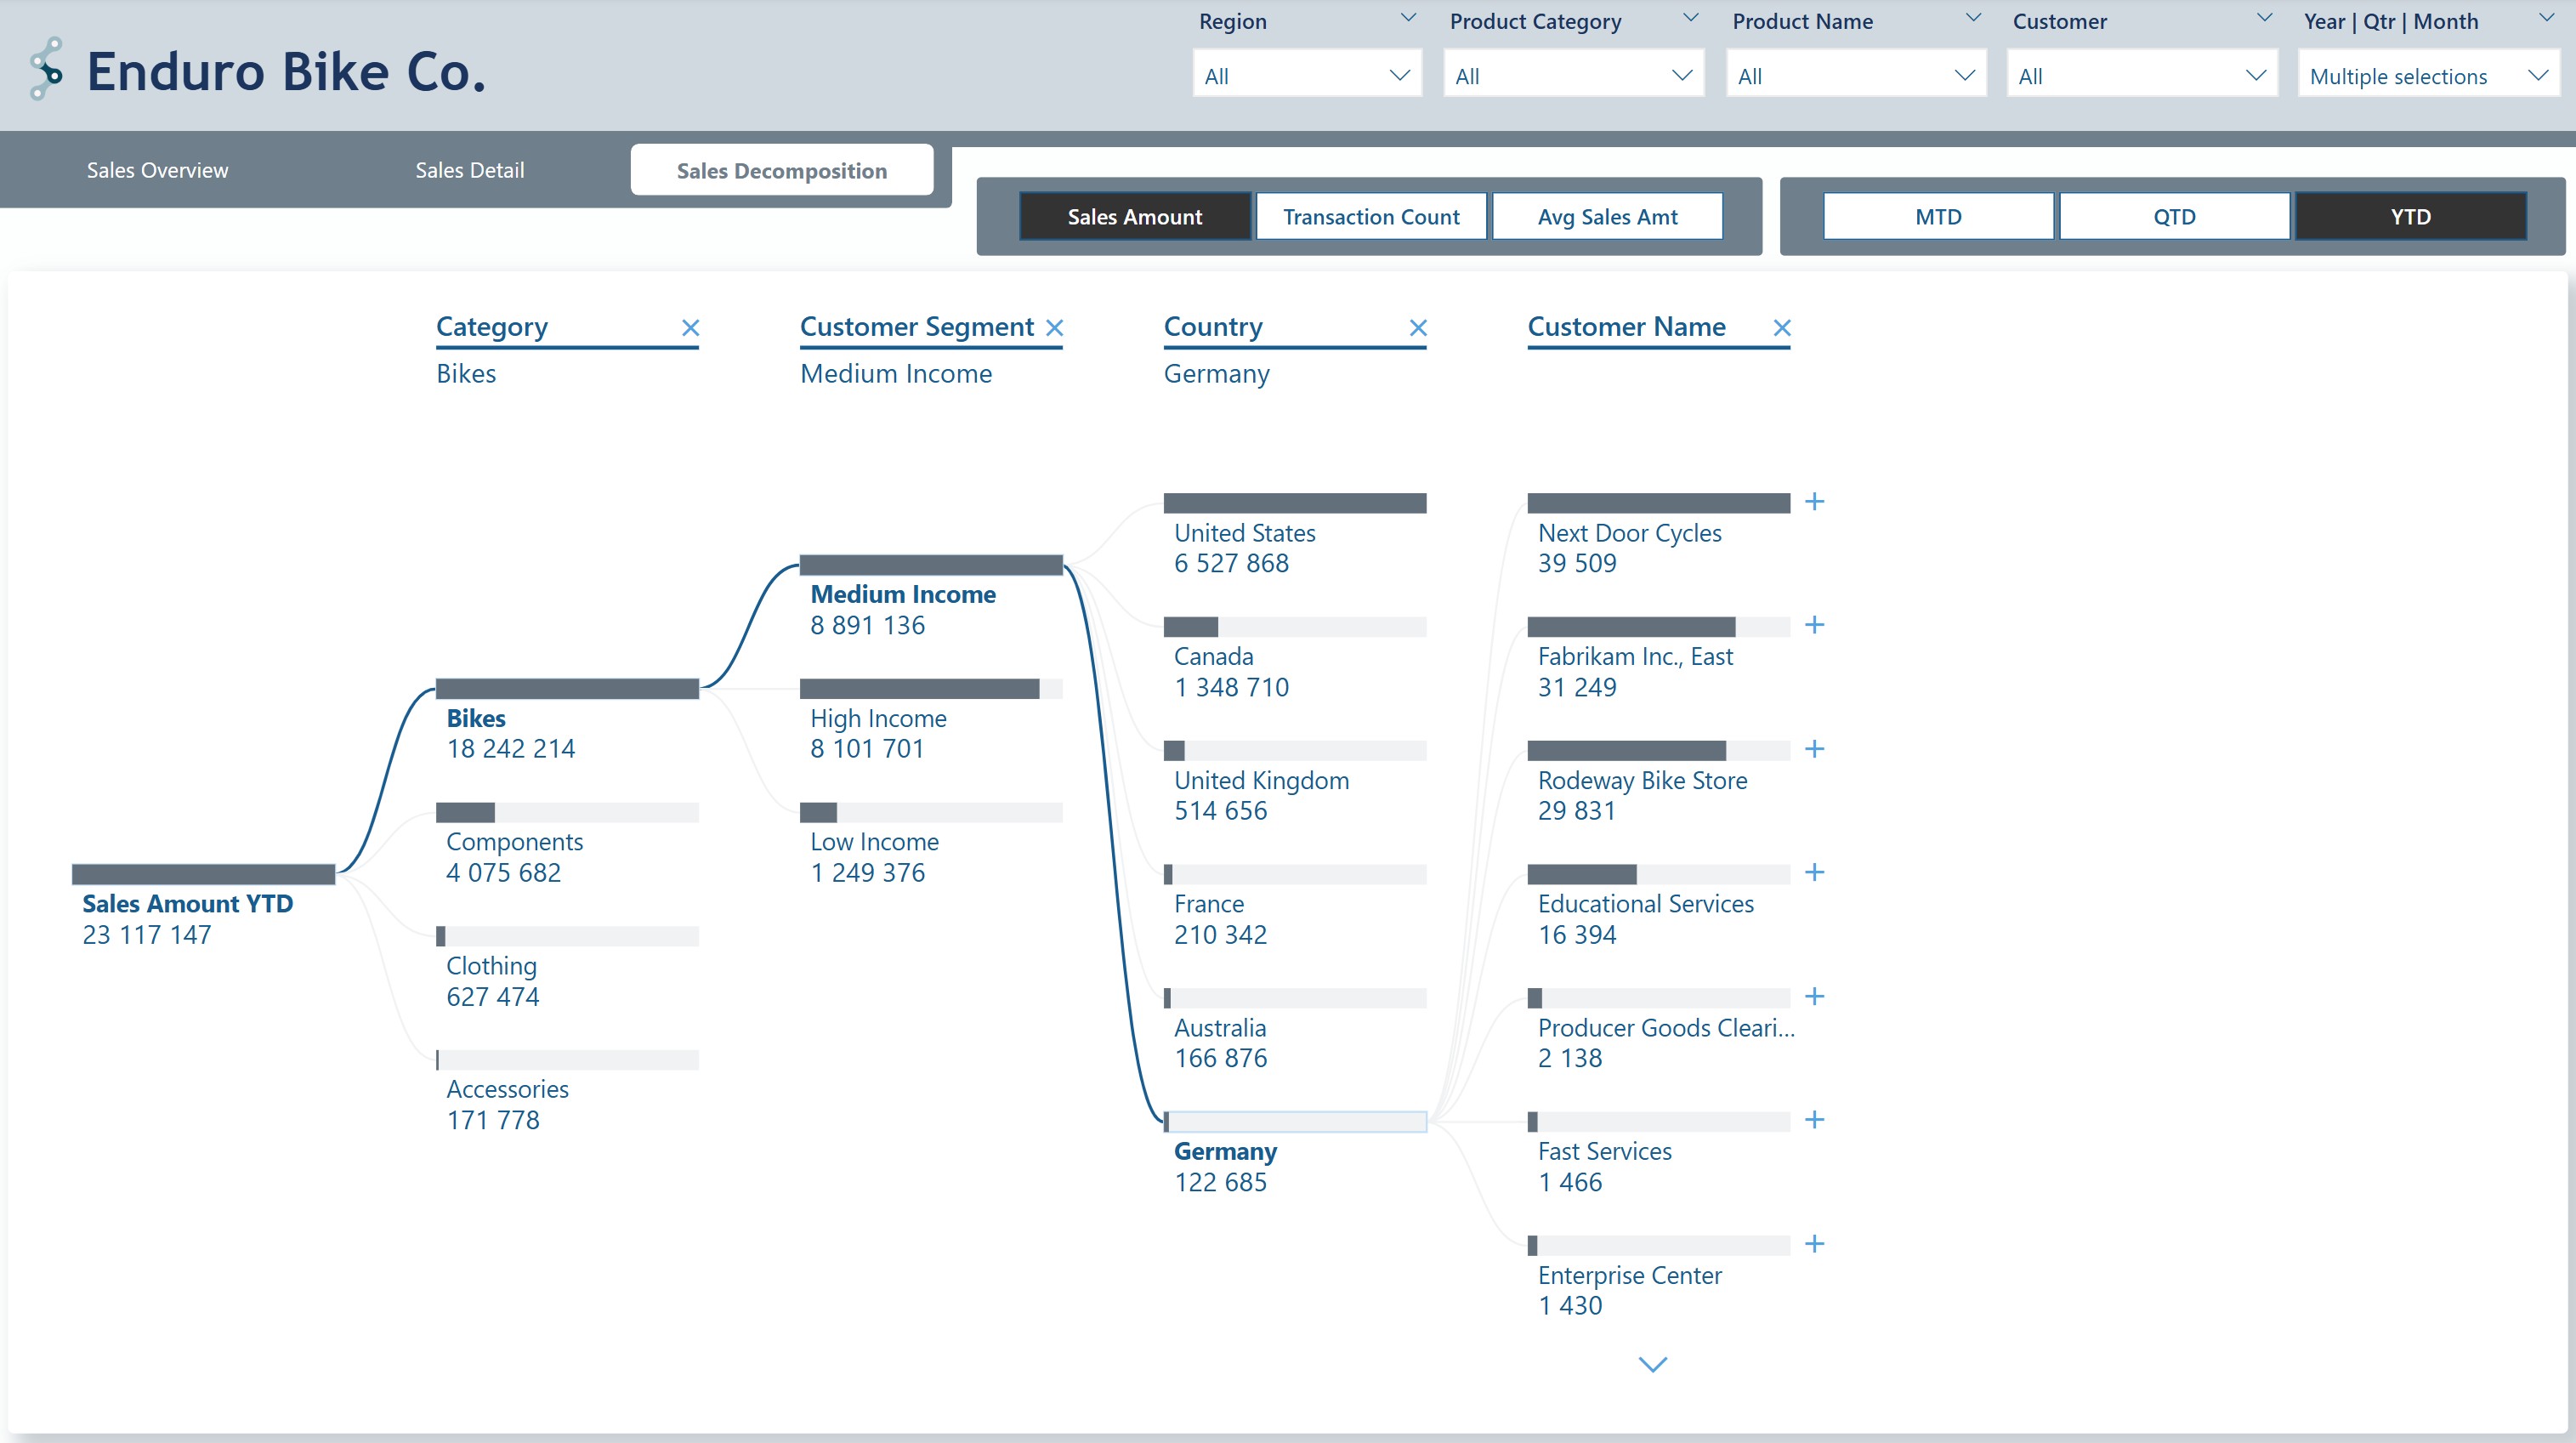 Enduro Bike Co.
Region
Product Category
Product Name
Customer
Year | Qtr | Month
All
All
All
All
Multiple selections
Sales Overview
Sales Detail
Sales Decomposition
Sales Amount
Transaction Count
Avg Sales Amt
MTD
QTD
YTD
Category
Bikes
Customer Segment
Medium Income
Country
Germany
Customer Name
Sales Amount YTD
23 117 147
Bikes
18 242 214
Components
4 075 682
Clothing
627 474
Accessories
171 778
Medium Income
8 891 136
High Income
8 101 701
Low Income
1 249 376
United States
6 527 868
Canada
1 348 710
United Kingdom
514 656
France
210 342
Australia
166 876
Germany
122 685
Next Door Cycles
39 509
Fabrikam Inc., East
31 249
Rodeway Bike Store
29 831
Educational Services
16 394
Producer Goods Cleari...
2 138
Fast Services
1 466
Enterprise Center
1 430